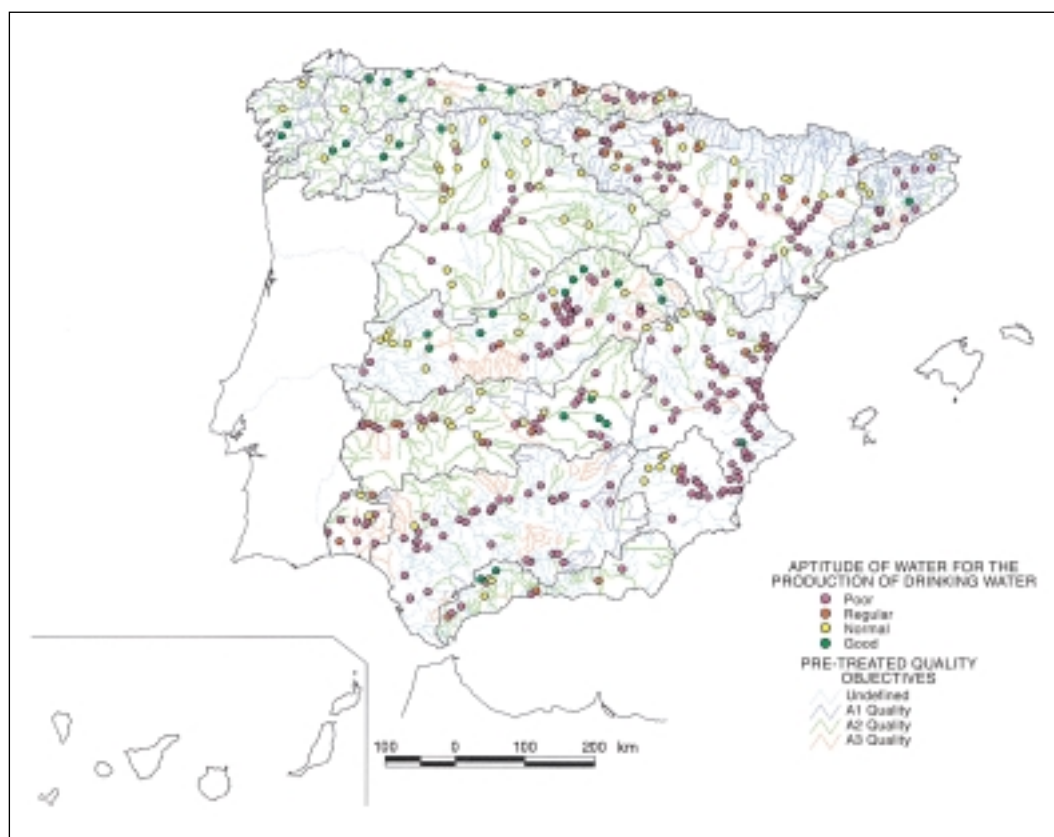 APTITUDE OF WATER FOR THE
PRODUCTION OF DRINKING WATER
Poor
Regular
Normal
Good
PRE-TREATED QUALITY
OBJECTIVES
Undefined
A1 Quality
A2 Quality
A3 Quality
100 0 100 200 km